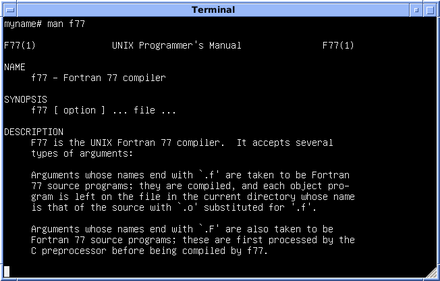 Terminal
myname# man f77
F77(1) UNIX Programmer's Manual F77(1)
NAME
f77 - Fortran 77 compiler
SYNOPSIS
f77 [ option ] ... file ...
DESCRIPTION
F77 is the UNIX Fortran 77 compiler. It accepts several
types of arguments:
Arguments whose names end with `.f' are taken to be Fortran
77 source programs; they are compiled, and each object pro-
gram is left on the file in the current directory whose name
is that of the source with `.o' substituted for '.f'.
Arguments whose names end with `.F' are also taken to be
Fortran 77 source programs; these are first processed by the
C preprocessor before being compiled by f77.